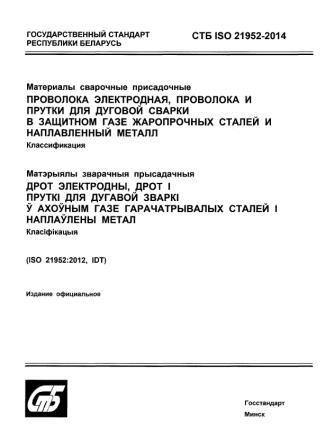 ГОСУДАРСТВЕННЫЙ СТАНДАРТ
РЕСПУБЛИКИ БЕЛАРУСЬ
СТБ ISO 21952-2014
Материалы сварочные присадочные
ПРОВОЛОКА ЭЛЕКТРОДНАЯ, ПРОВОЛОКА И
ПРУТКИ ДЛЯ ДУГОВОЙ СВАРКИ
В ЗАЩИТНОМ ГАЗЕ ЖАРОПРОЧНЫХ СТАЛЕЙ И
НАПЛАВЛЕННЫЙ МЕТАЛЛ
Классификация
Матэрыялы зварачныя прысадачныя
ДРОТ ЭЛЕКТРОДНЫ, ДРОТ І
ПРУТКІ ДЛЯ ДУГАВОЙ ЗВАРКІ
Ў АХОЎНЫМ ГАЗЕ ГАРАЧАТРЫВАЛЫХ СТАЛЕЙ І
НАПЛАЎЛЕНЫ МЕТАЛ
Класіфікацыя
(ISO 21952:2012, IDT)
Издание официальное
СТБ
Госстандарт
Минск